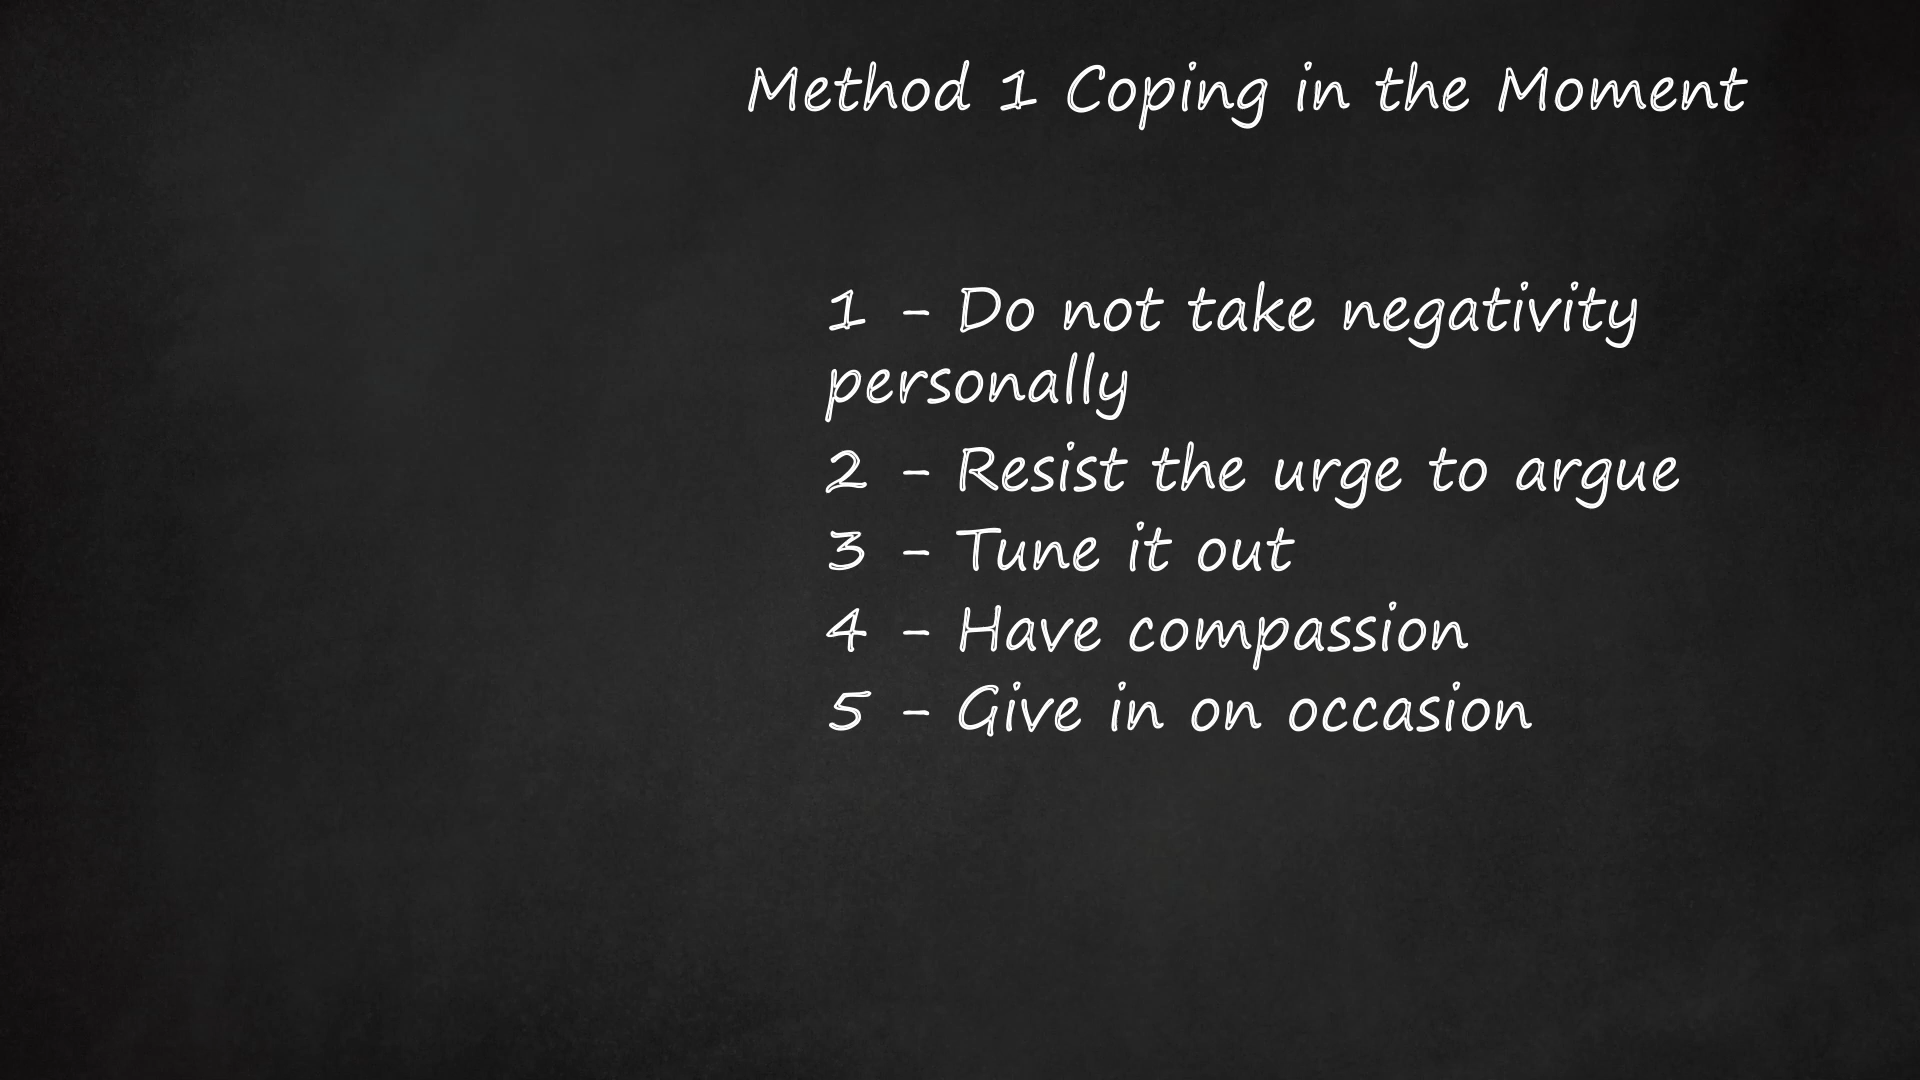 Method 1 Coping in the Moment
1 - Do not take negativity
personally
2 - Resist the urge to argue
3 - Tune it out
4 - Have compassion
5 - Give in on occasion